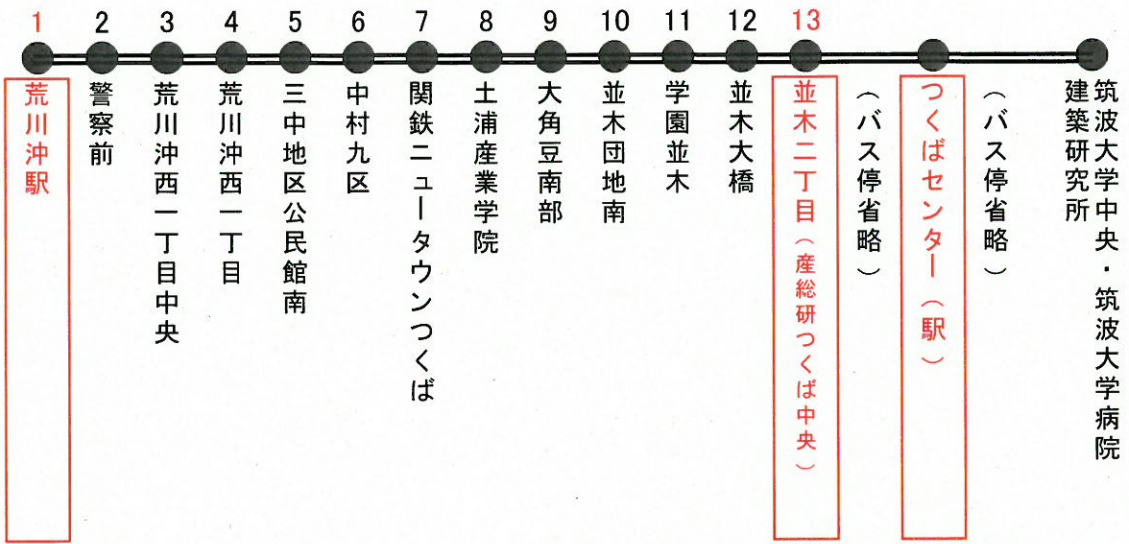 1
荒川沖駅
2
警察前
3
荒川沖西一丁目中央
4
荒川沖西一丁目
5
三中地区公民館南
6
中村九区
7
関鉄ニュータウンつくば
8
土浦産業学院
9
大角豆南部
10
並木団地南
11
学園並木
12
並木大橋
13
並木二丁目（産総研つくば中央）
（バス停省略）
つくばセンター（駅）
（バス停省略）
筑波大学中央・筑波大学病院
建築研究所